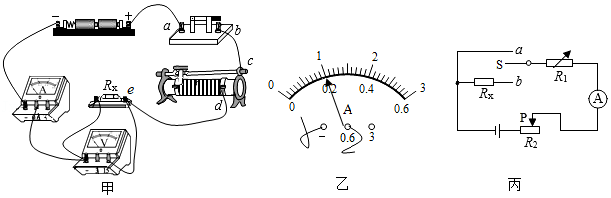 − + a b
c
A Rₓ e
d
V
甲
0 1 2 3
0 0.2 0.4 0.6
A
− 0.6 3
乙
a
S R₁
Rₓ b
A
P
R₂
丙